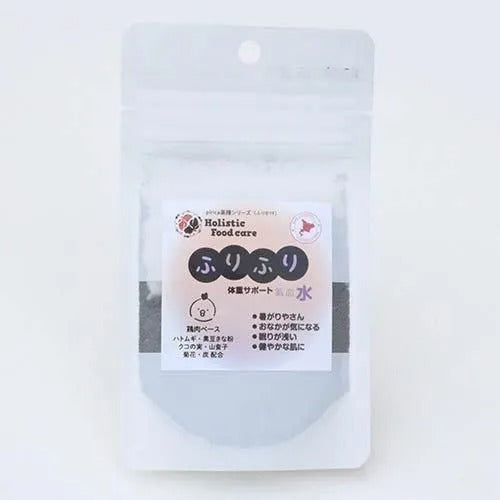 Holistic
Food care
ふりふり
体重サポート
水
鶏肉ベース
ハトムギ・黒豆きな粉
クコの実・山査子
菊花・炭 配合
●暑がりやさん
●おなかが気になる
●眠りが浅い
●健やかな肌に